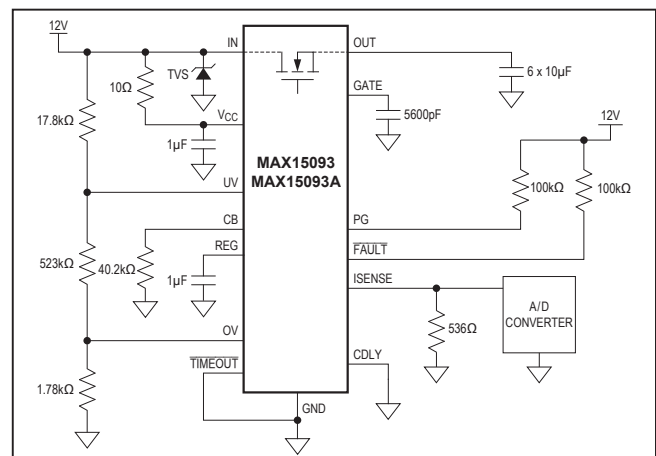 12V
IN
OUT
TVS
10Ω
6 x 10µF
GATE
17.8kΩ
VCC
5600pF
12V
1µF
MAX15093
MAX15093A
UV
100kΩ
100kΩ
CB
PG
REG
FAULT
523kΩ
40.2kΩ
1µF
ISENSE
A/D
CONVERTER
536Ω
OV
TIMEOUT
CDLY
1.78kΩ
GND